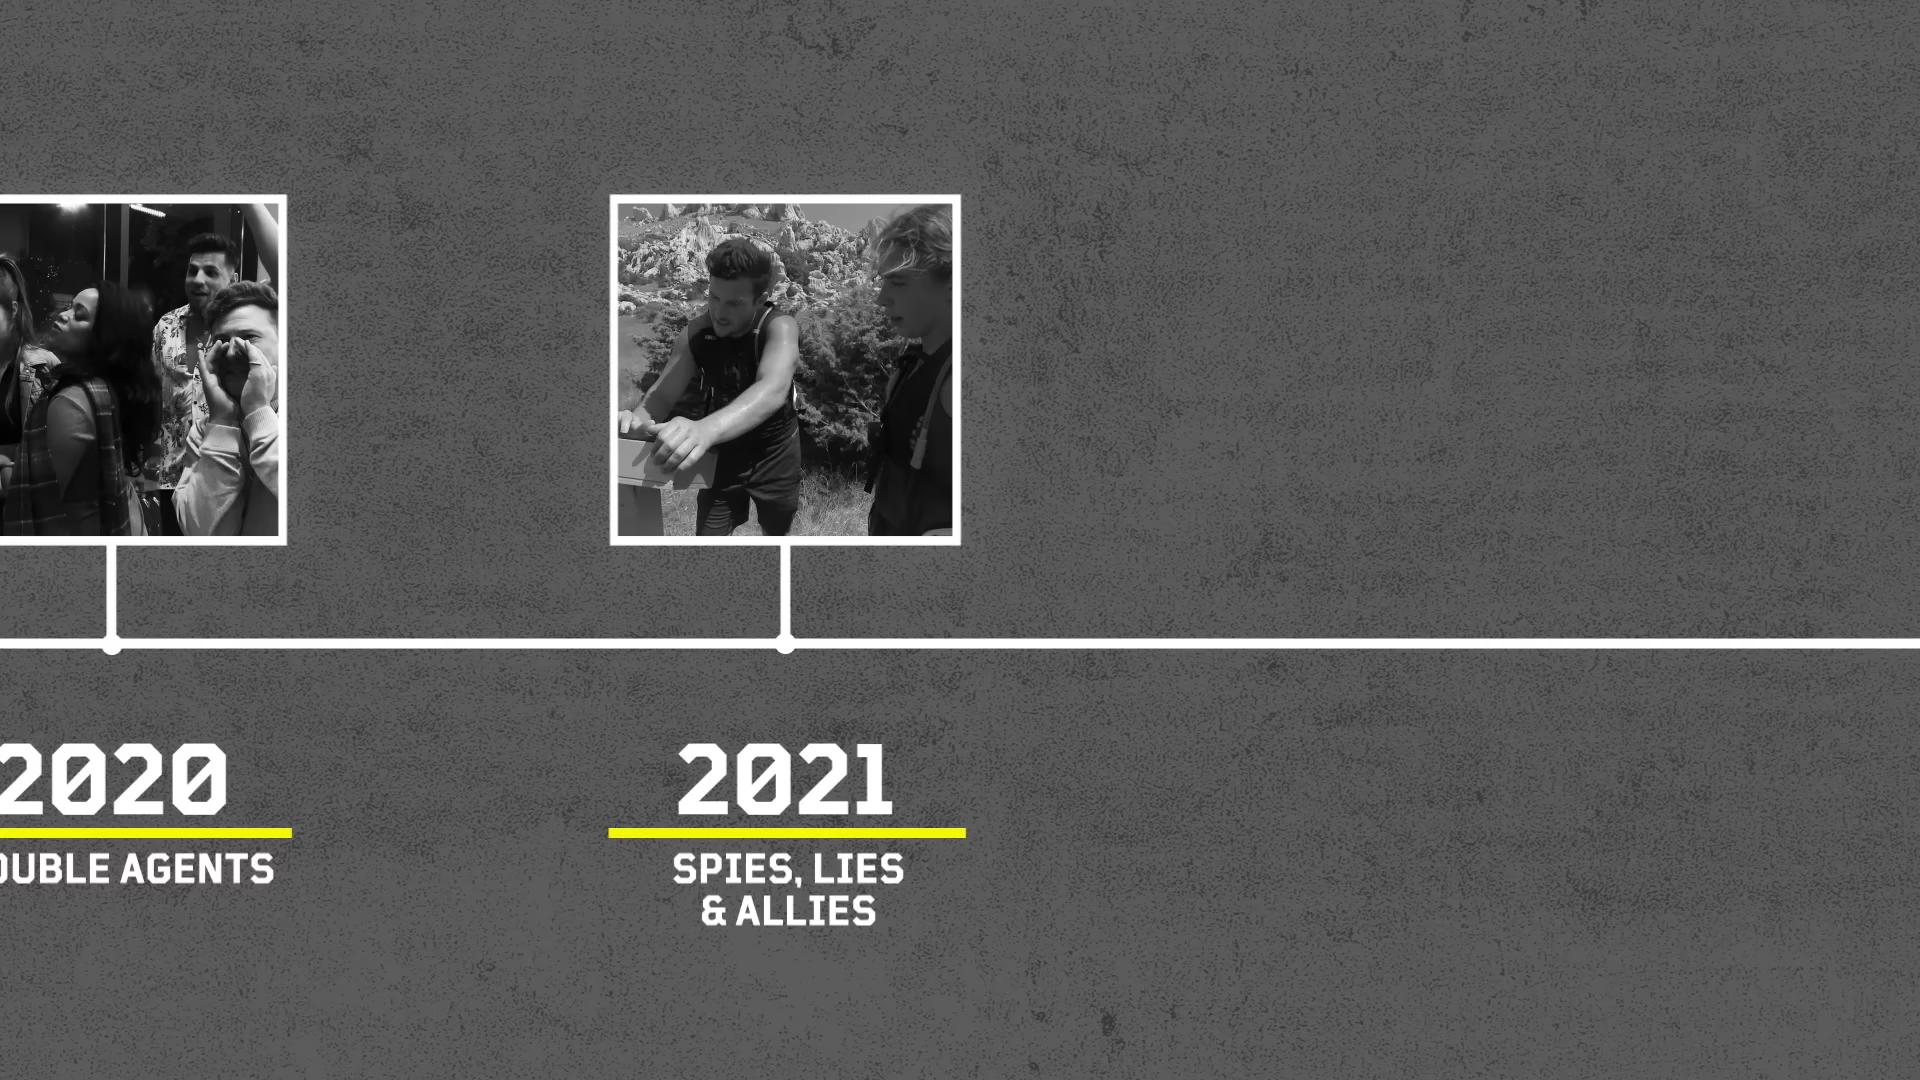 2020
OUBLE AGENTS
2021
SPIES, LIES
& ALLIES